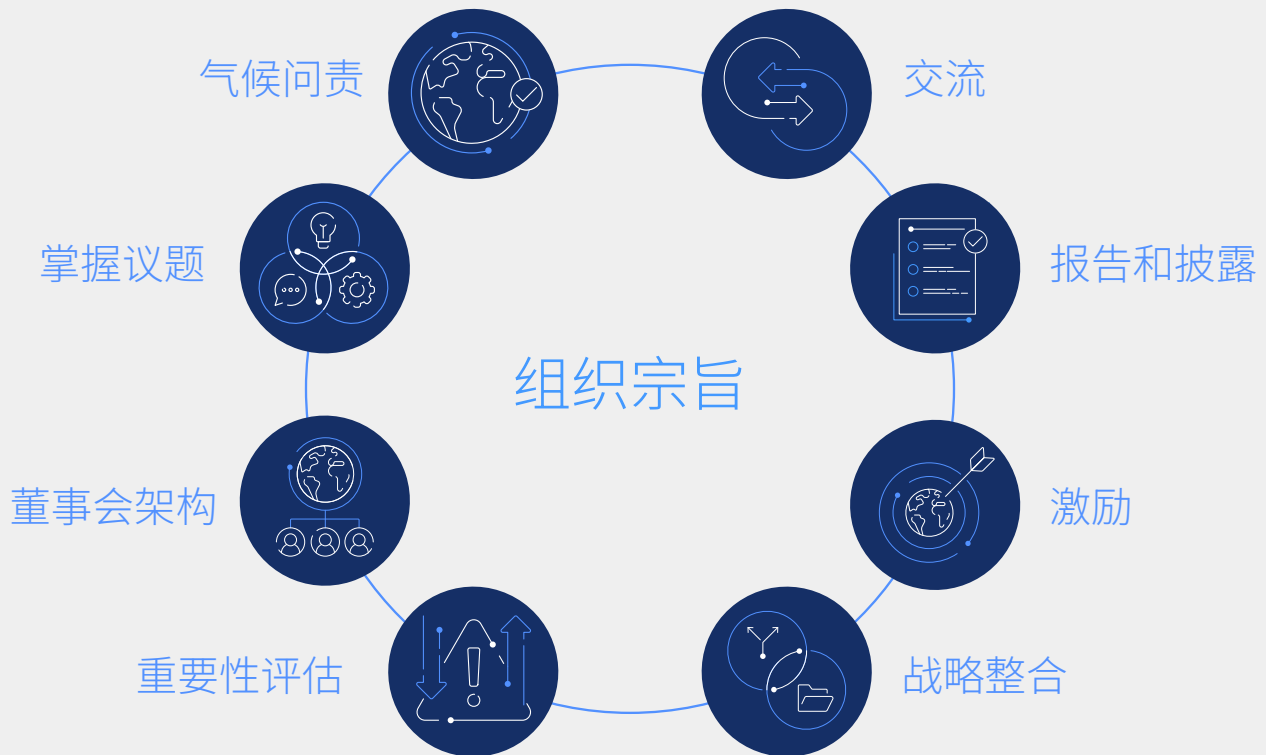 气候问责
交流
掌握议题
报告和披露
组织宗旨
董事会架构
激励
重要性评估
战略整合